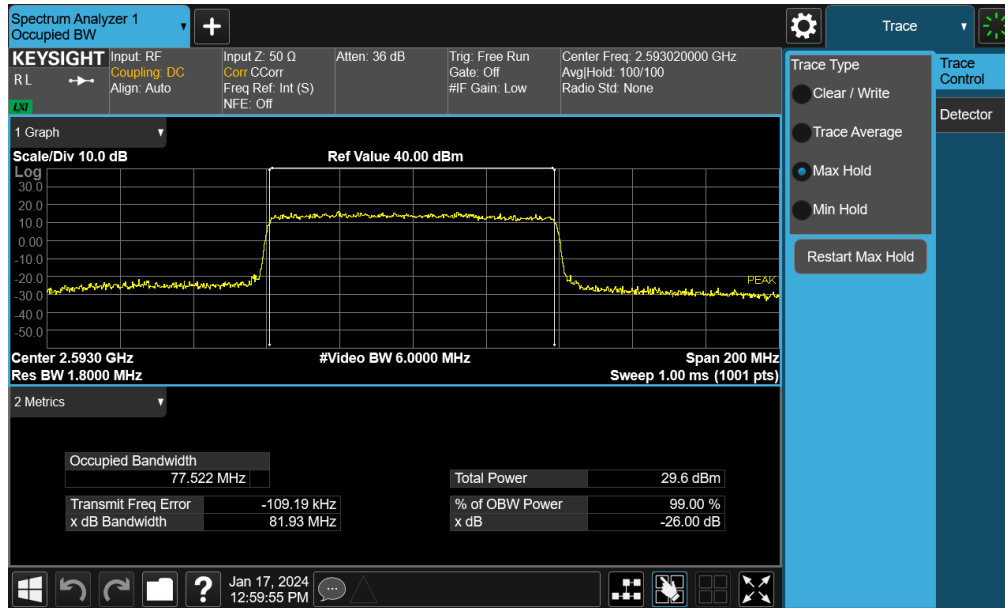 Spectrum Analyzer 1
Occupied BW
+
Trace
KEYSIGHT
R L
LXI
Input: RF
Coupling: DC
Align: Auto
Input Z: 50 Ω
Corr CCorr
Freq Ref: Int (S)
NFE: Off
Atten: 36 dB
Trig: Free Run
Gate: Off
#IF Gain: Low
Center Freq: 2.593020000 GHz
Avg|Hold: 100/100
Radio Std: None
Trace Type
Clear / Write
Trace Average
Max Hold
Min Hold
Restart Max Hold
Trace
Control
Detector
1 Graph
Scale/Div 10.0 dB
Ref Value 40.00 dBm
Log
30.0
20.0
10.0
0.00
-10.0
-20.0
-30.0
-40.0
-50.0
PEAK
Center 2.5930 GHz
#Video BW 6.0000 MHz
Span 200 MHz
Res BW 1.8000 MHz
Sweep 1.00 ms (1001 pts)
2 Metrics
Occupied Bandwidth
77.522 MHz
Total Power 29.6 dBm
Transmit Freq Error -109.19 kHz
% of OBW Power 99.00 %
x dB Bandwidth 81.93 MHz
x dB -26.00 dB
?
Jan 17, 2024
12:59:55 PM